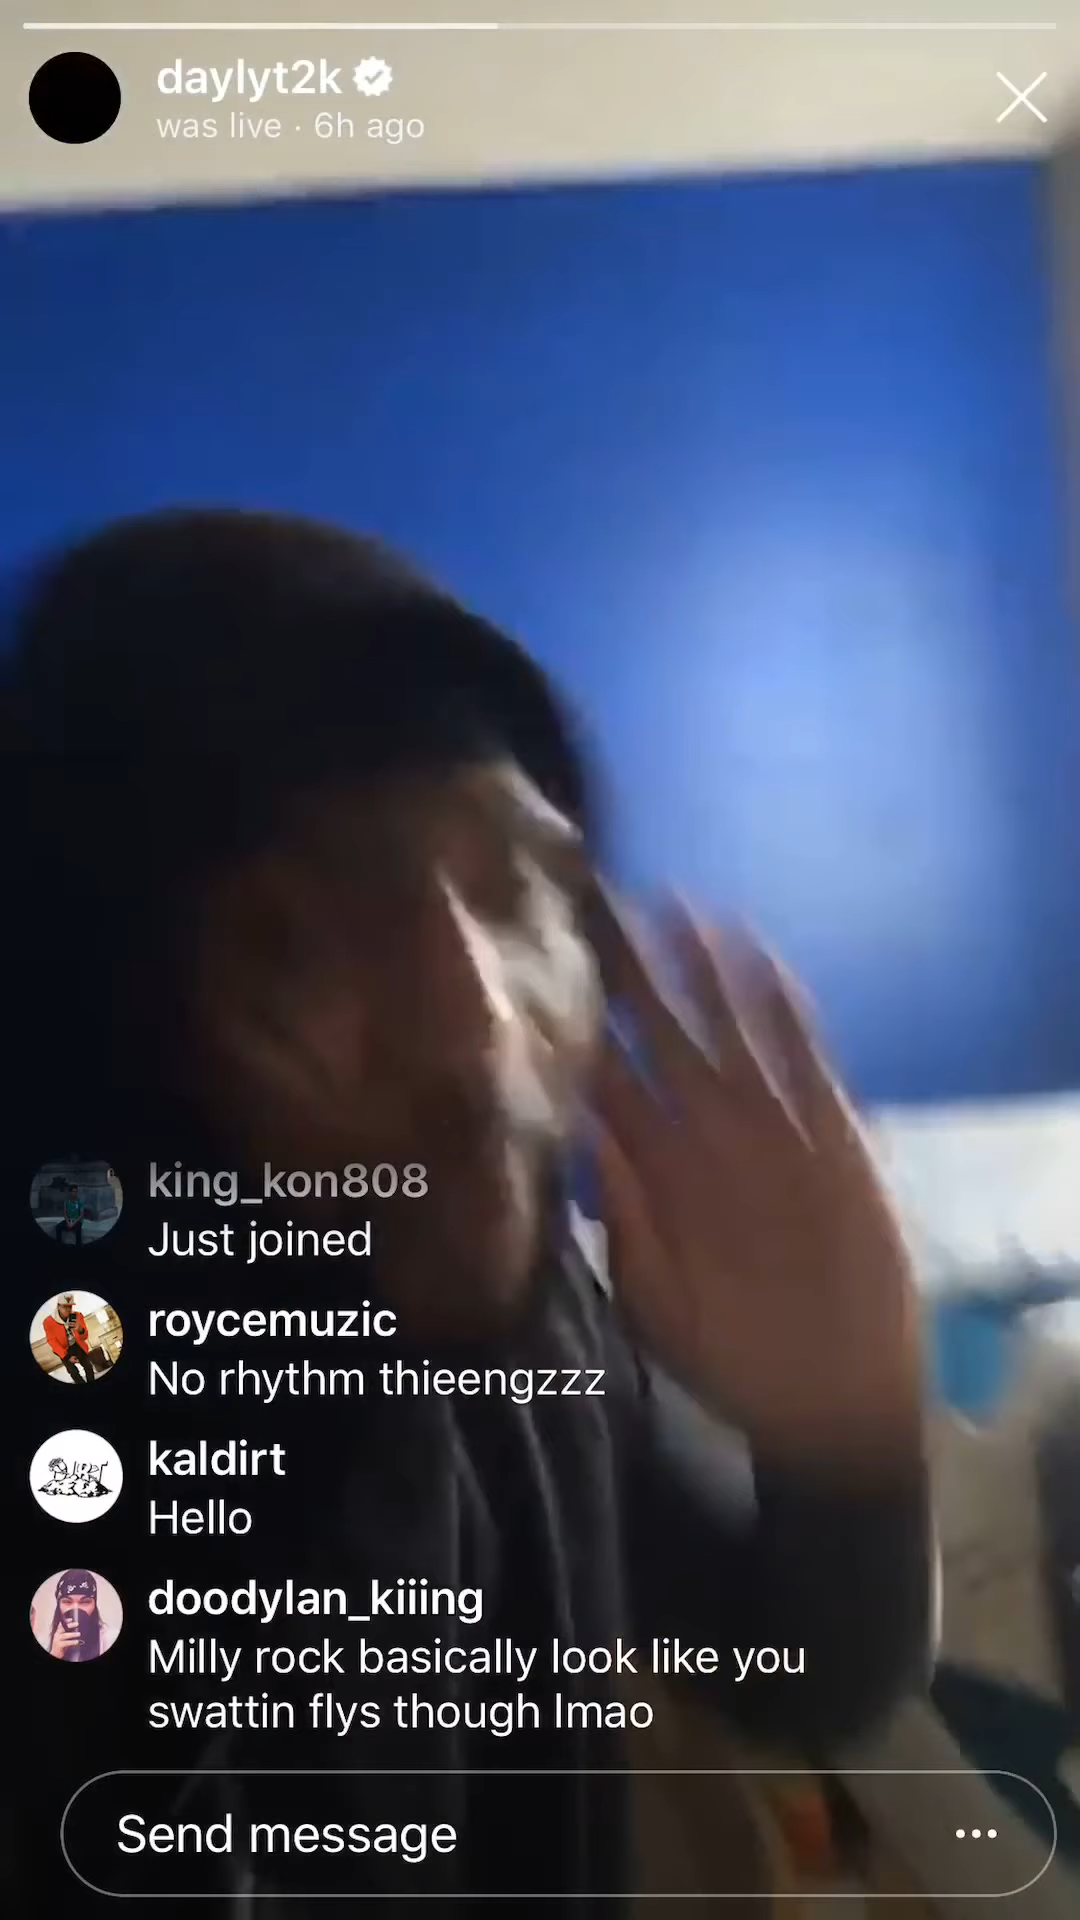 daylyt2k
was live · 6h ago
king_kon808
Just joined
roycemuzic
No rhythm thieengzzz
kaldirt
Hello
doodylan_kiiing
Milly rock basically look like you
swattin flys though lmao
Send message